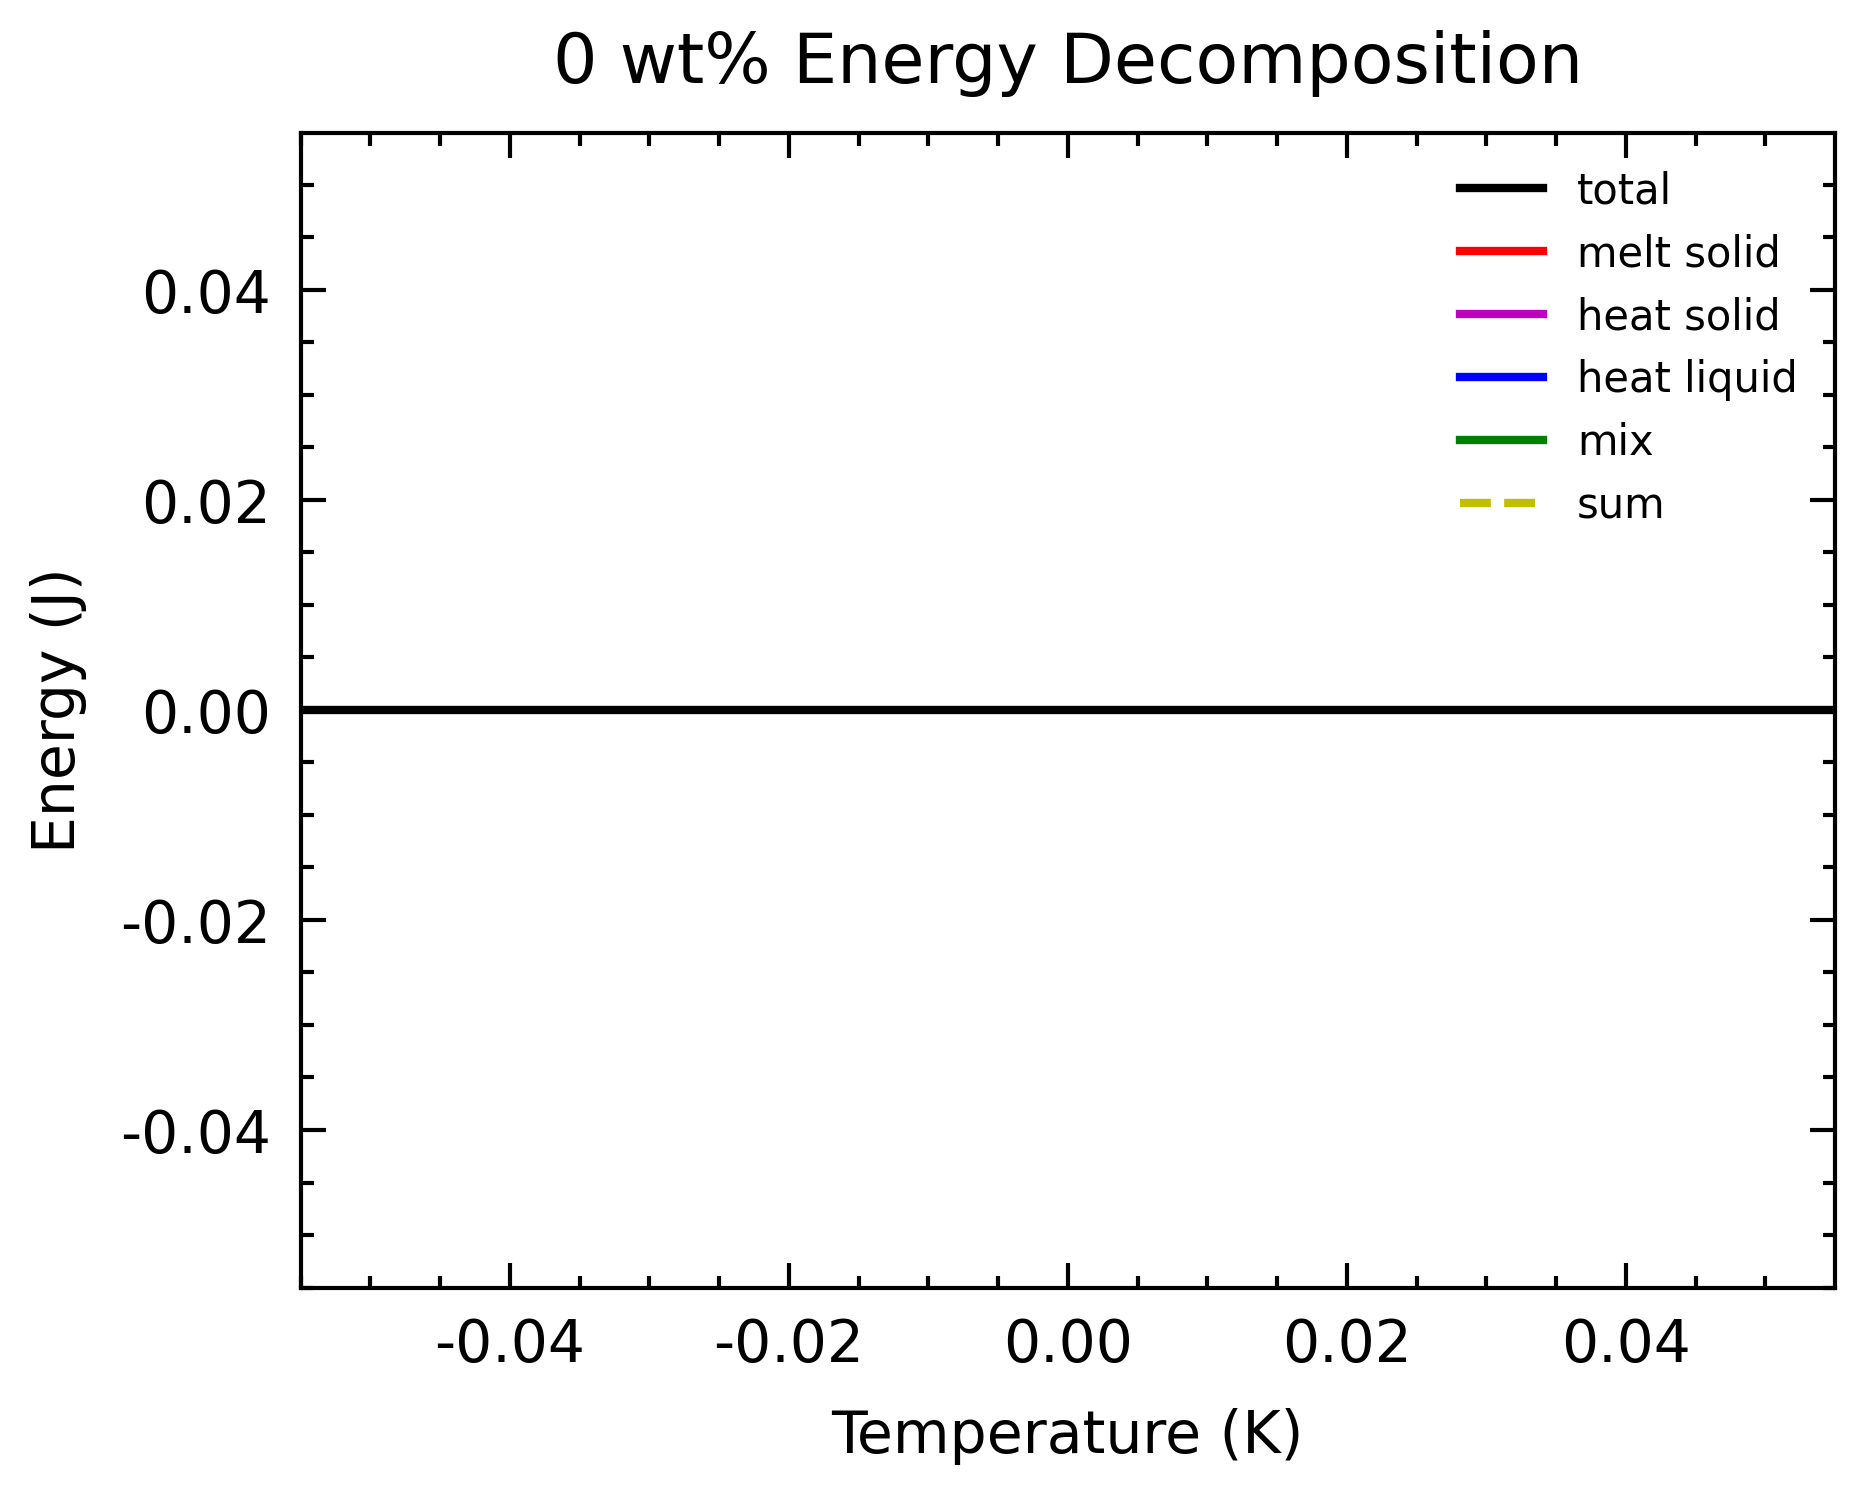 0 wt% Energy Decomposition
total
melt solid
heat solid
heat liquid
mix
sum
0.04
0.02
0.00
-0.02
-0.04
Energy (J)
-0.04 -0.02 0.00 0.02 0.04
Temperature (K)